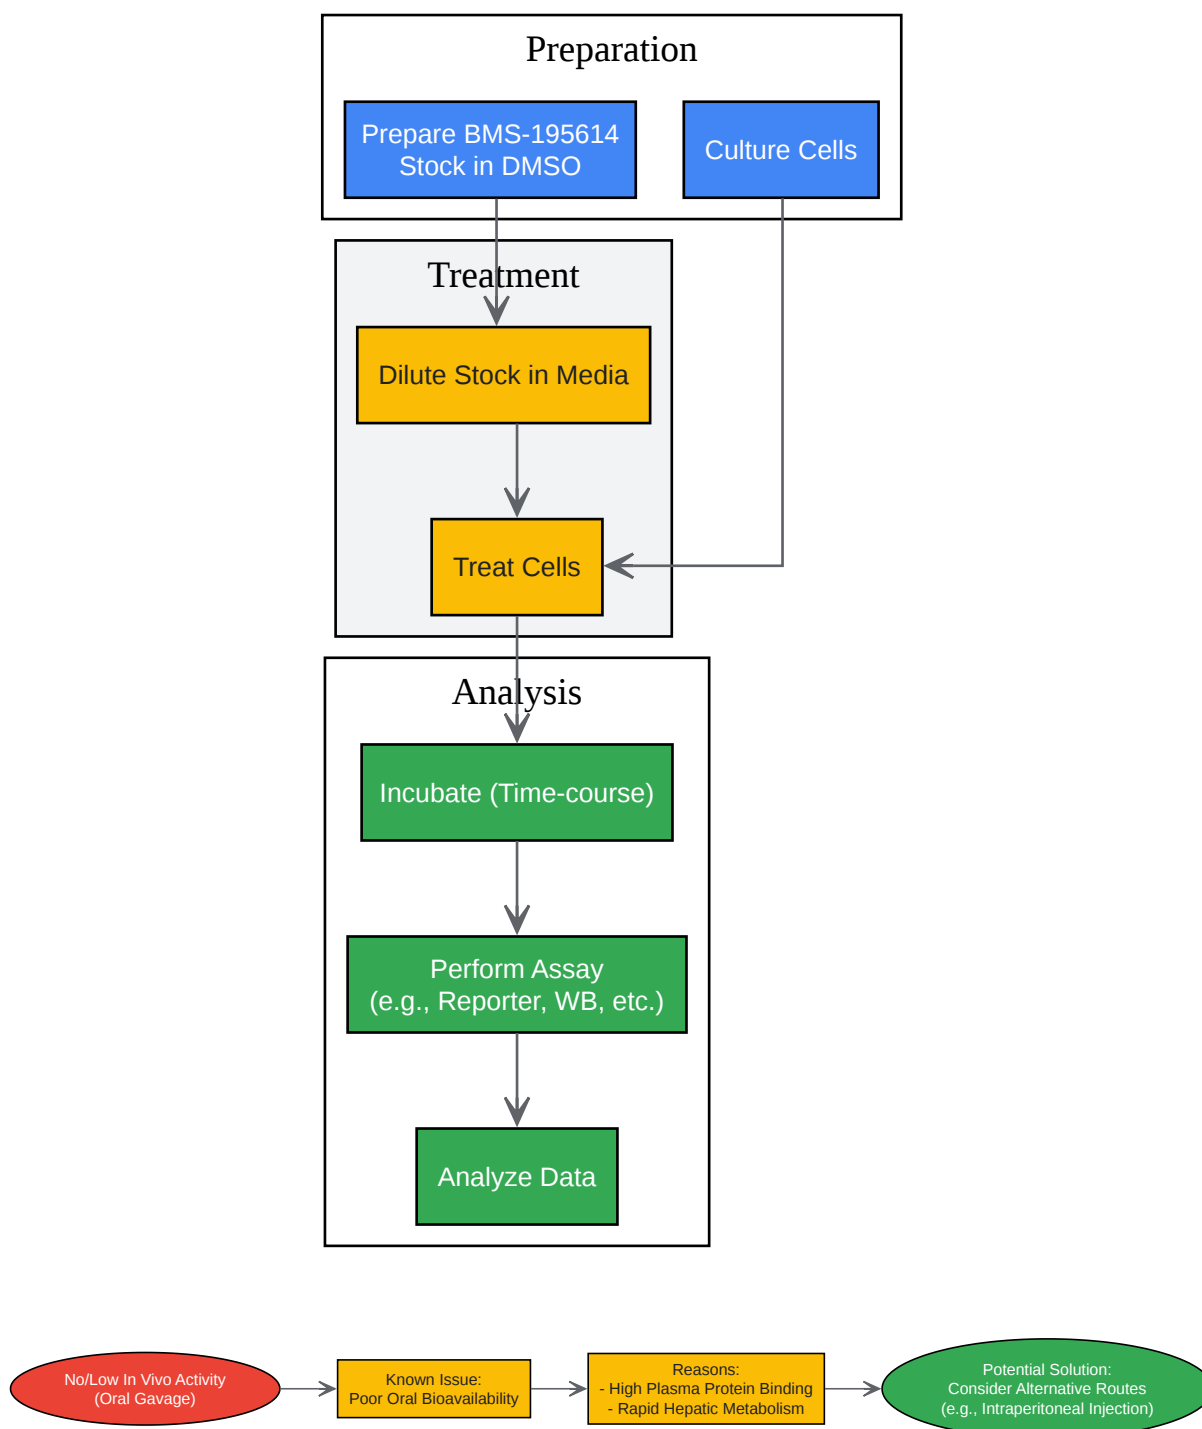 Preparation
Prepare BMS-195614
Stock in DMSO
Culture Cells
Treatment
Dilute Stock in Media
Treat Cells
Analysis
Incubate (Time-course)
Perform Assay
(e.g., Reporter, WB, etc.)
Analyze Data
No/Low In Vivo Activity
(Oral Gavage)
Known Issue:
Poor Oral Bioavailability
Reasons:
- High Plasma Protein Binding
- Rapid Hepatic Metabolism
Potential Solution:
Consider Alternative Routes
(e.g., Intraperitoneal Injection)